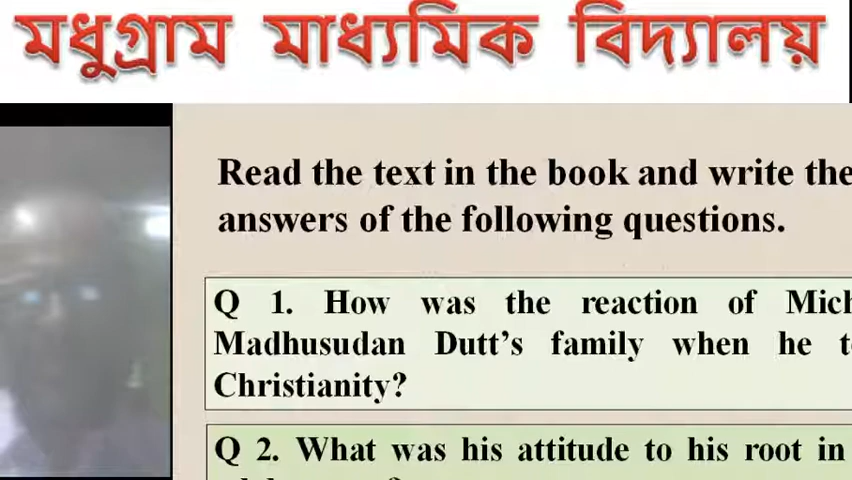 মধুগ্রাম মাধ্যমিক বিদ্যালয়
Read the text in the book and write the
answers of the following questions.
Q 1. How was the reaction of
Madhusudan Dutt’s family when he
Christianity?
Q 2. What was his attitude to his root in